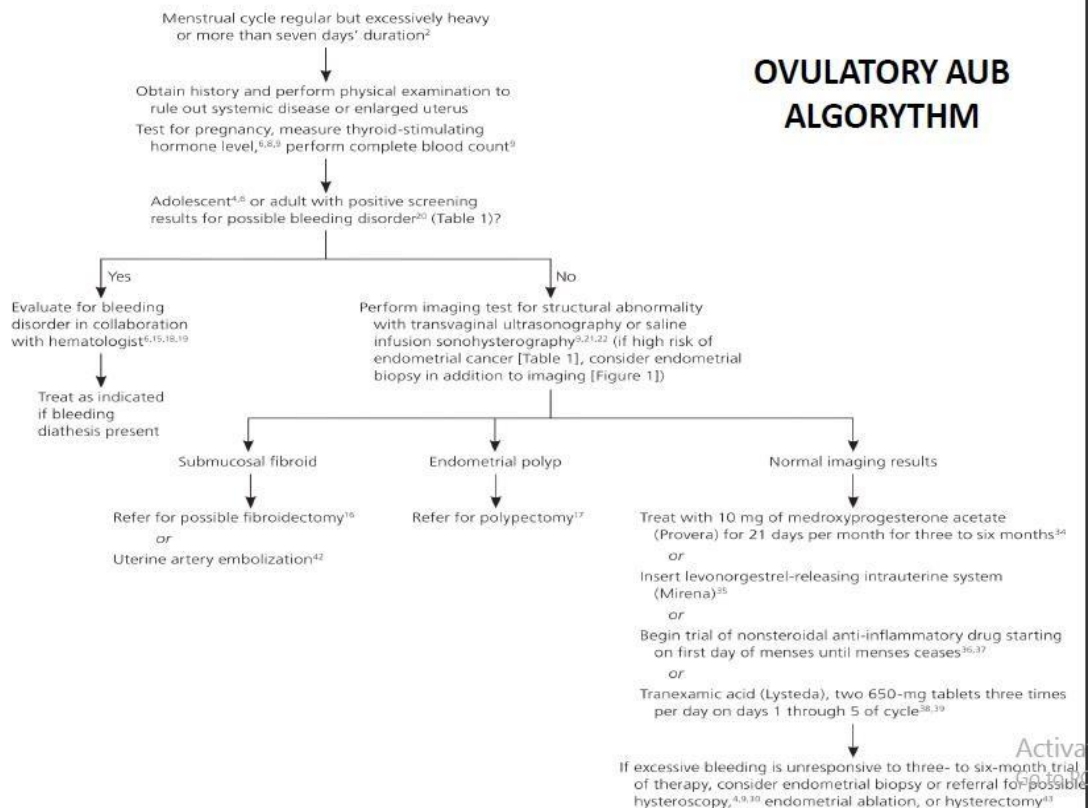 Menstrual cycle regular but excessively heavy
or more than seven days' duration²
OVULATORY AUB
ALGORYTHM
Obtain history and perform physical examination to
rule out systemic disease or enlarged uterus
Test for pregnancy, measure thyroid-stimulating
hormone level,⁶,⁸,⁹ perform complete blood count⁹
Adolescent⁴,⁶ or adult with positive screening
results for possible bleeding disorder²⁰ (Table 1)?
Yes
No
Evaluate for bleeding
disorder in collaboration
with hematologist⁶,¹⁵,¹⁸,¹⁹
Treat as indicated
if bleeding
diathesis present
Perform imaging test for structural abnormality
with transvaginal ultrasonography or saline
infusion sonohysterography⁹,²¹,²² (if high risk of
endometrial cancer [Table 1], consider endometrial
biopsy in addition to imaging [Figure 1])
Submucosal fibroid
Refer for possible fibroidectomy¹⁶
or
Uterine artery embolization⁴²
Endometrial polyp
Refer for polypectomy¹⁷
Normal imaging results
Treat with 10 mg of medroxyprogesterone acetate
(Provera) for 21 days per month for three to six months³⁴
or
Insert levonorgestrel-releasing intrauterine system
(Mirena)³⁵
or
Begin trial of nonsteroidal anti-inflammatory drug starting
on first day of menses until menses ceases³⁶,³⁷
or
Tranexamic acid (Lysteda), two 650-mg tablets three times
per day on days 1 through 5 of cycle³⁸,³⁹
If excessive bleeding is unresponsive to three- to six-month trial
of therapy, consider endometrial biopsy or referral for possible
hysteroscopy,⁴,⁹,³⁰ endometrial ablation, or hysterectomy⁴³
Activa
Go to PC